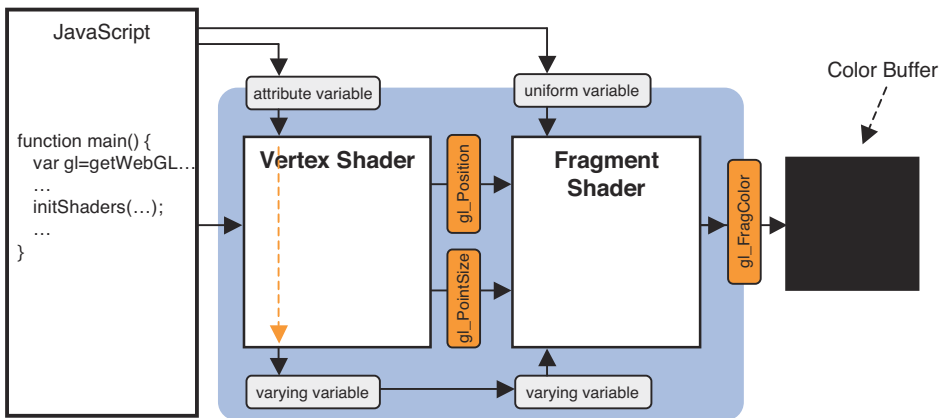 JavaScript
function main() {
var gl=getWebGL…
…
initShaders(…);
…
}
attribute variable
uniform variable
Color Buffer
Vertex Shader
gl_Position
gl_PointSize
Fragment
Shader
gl_FragColor
varying variable
varying variable